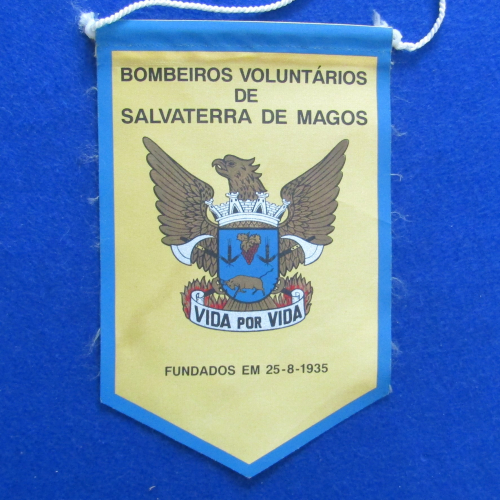 BOMBEIROS VOLUNTÁRIOS
DE
SALVATERRA DE MAGOS
VIDA POR VIDA
FUNDADOS EM 25-8-1935